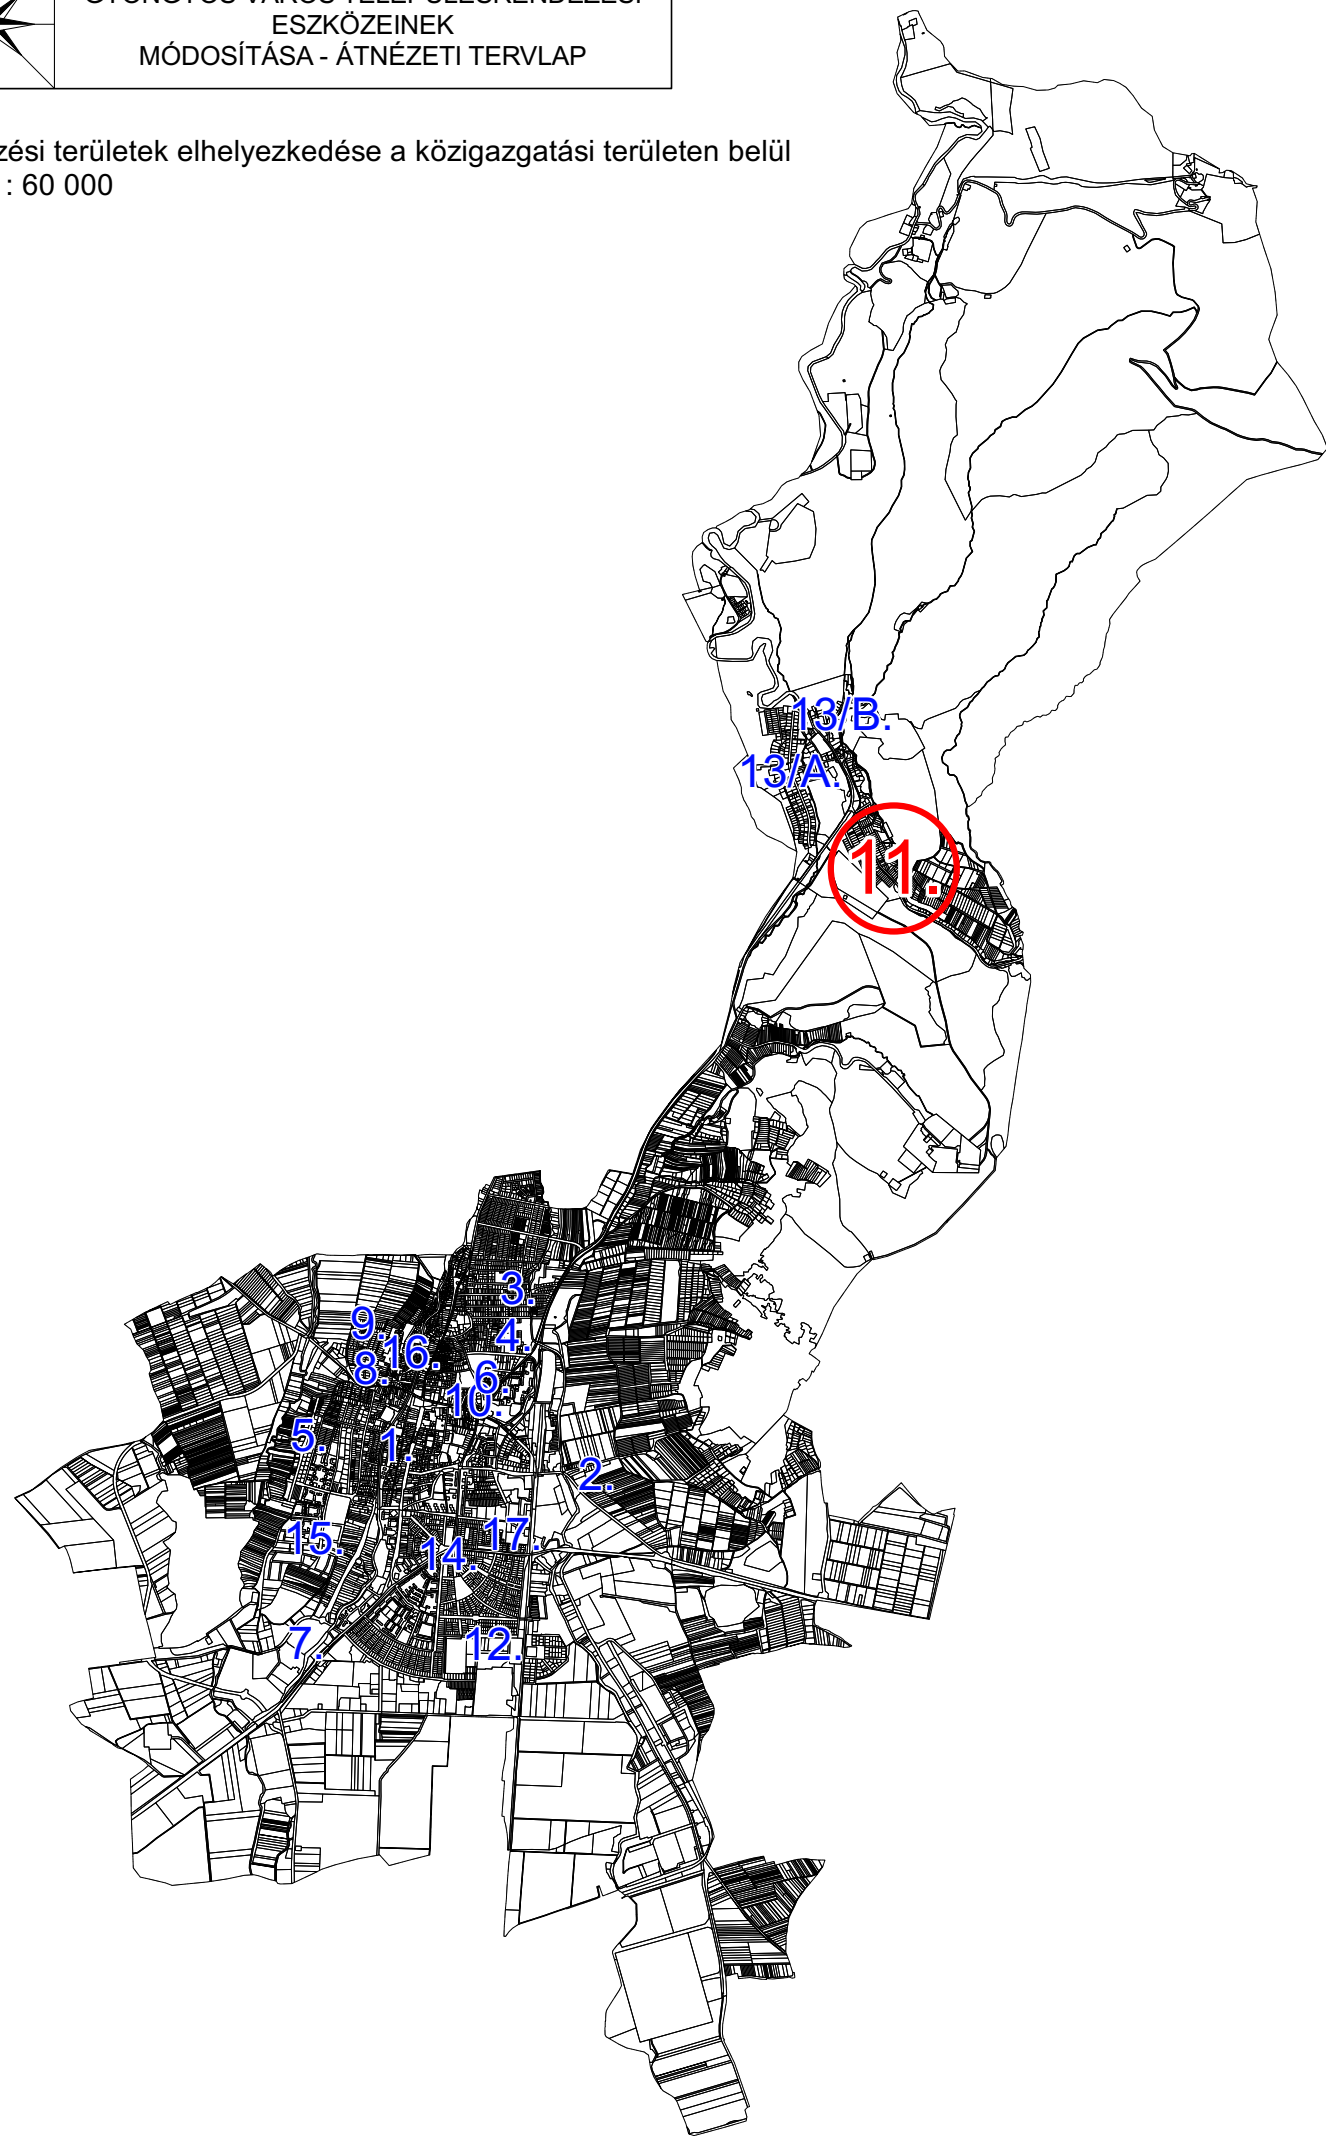 ESZKÖZEINEK
MÓDOSÍTÁSA - ÁTNÉZETI TERVLAP
területek elhelyezkedése a közigazgatási területen belül
: 60 000
13/B.
13/A.
11.
3.
9.
4.
16.
8.
6.
10.
5.
1.
2.
17.
15.
14.
7.
12.